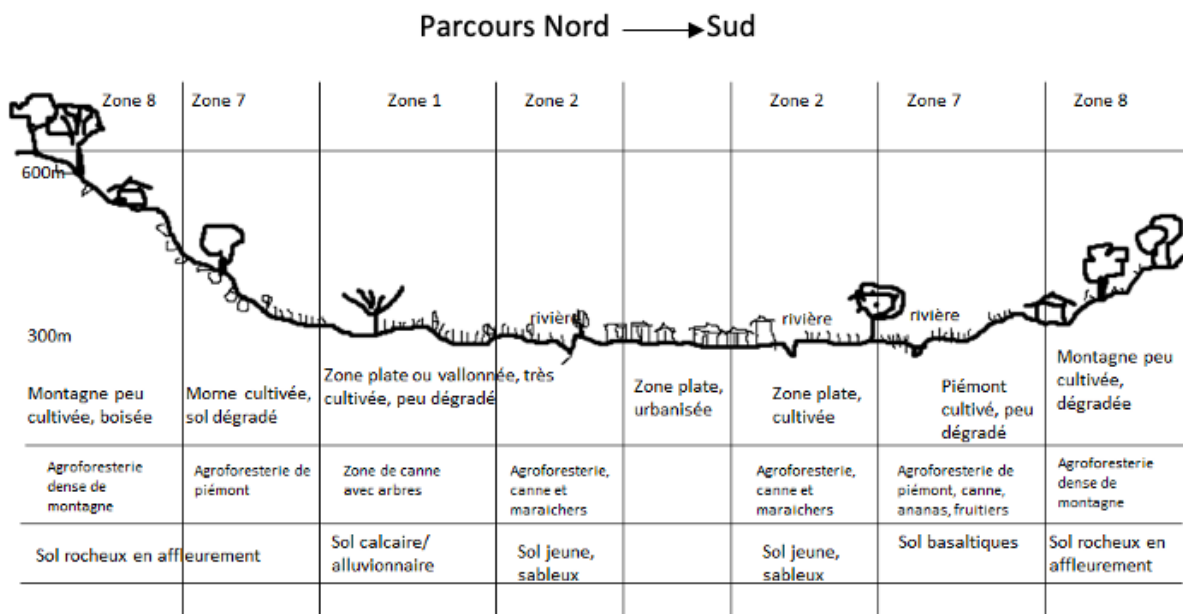 Parcours Nord → Sud
Zone 8
Zone 7
Zone 1
Zone 2
Zone 2
Zone 7
Zone 8
600m
rivière
rivière
rivière
300m
Montagne peu
cultivée, boisée
Morne cultivée,
sol dégradé
Zone plate ou vallonnée, très
cultivée, peu dégradé
Zone plate,
urbanisée
Zone plate,
cultivée
Piémont
cultivé, peu
dégradé
Montagne peu
cultivée,
dégradée
Agroforesterie
dense de
montagne
Agroforesterie de
piémont
Zone de canne
avec arbres
Agroforesterie,
canne et
maraichers
Agroforesterie,
canne et
maraichers
Agroforesterie de
piémont, canne,
ananas, fruitiers
Agroforesterie
dense de
montagne
Sol rocheux en affleurement
Sol calcaire/
alluvionnaire
Sol jeune,
sableux
Sol jeune,
sableux
Sol basaltiques
Sol rocheux en
affleurement